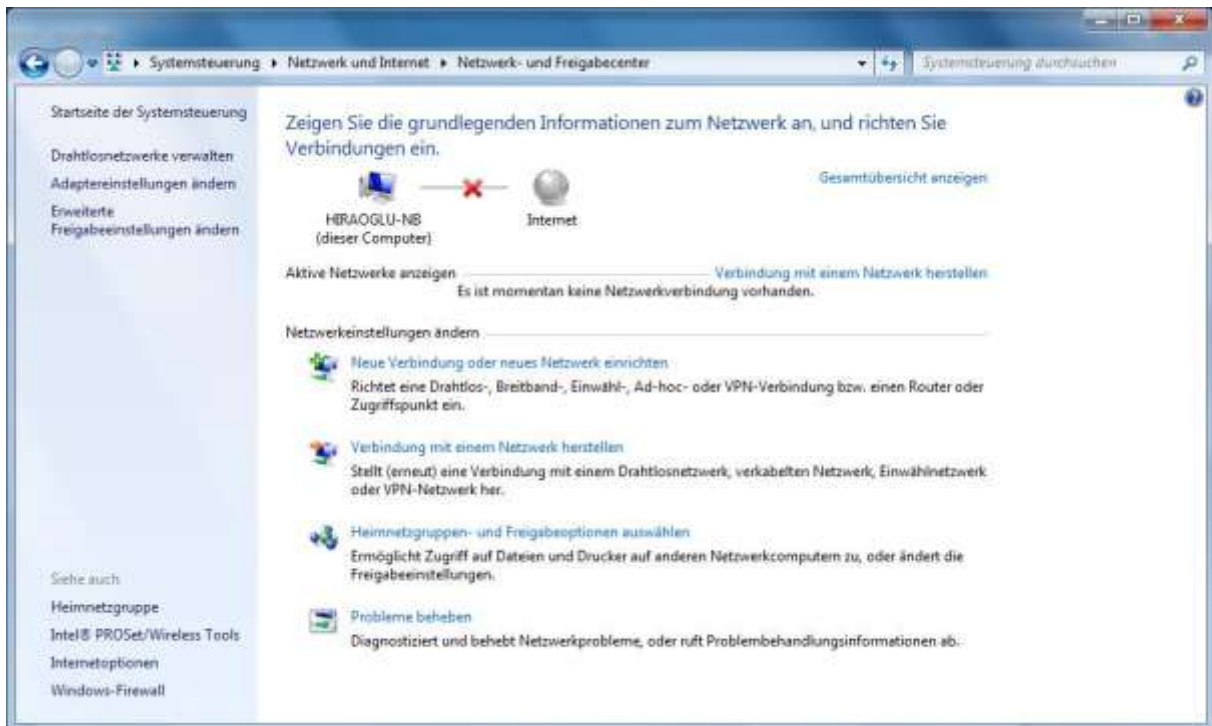 Systemsteuerung ▸ Netzwerk und Internet ▸ Netzwerk- und Freigabecenter
Systemsteuerung durchsuchen
Startseite der Systemsteuerung
Drahtlosnetzwerke verwalten
Adaptereinstellungen ändern
Erweiterte
Freigabeeinstellungen ändern
Siehe auch
Heimnetzgruppe
Intel® PROSet/Wireless Tools
Internetoptionen
Windows-Firewall
Zeigen Sie die grundlegenden Informationen zum Netzwerk an, und richten Sie
Verbindungen ein.
Gesamtübersicht anzeigen
HIRAOGLU-NB
(dieser Computer)
Internet
Aktive Netzwerke anzeigen
Verbindung mit einem Netzwerk herstellen
Es ist momentan keine Netzwerkverbindung vorhanden.
Netzwerkeinstellungen ändern
Neue Verbindung oder neues Netzwerk einrichten
Richtet eine Drahtlos-, Breitband-, Einwähl-, Ad-hoc- oder VPN-Verbindung bzw. einen Router oder
Zugriffspunkt ein.
Verbindung mit einem Netzwerk herstellen
Stellt (erneut) eine Verbindung mit einem Drahtlosnetzwerk, verkabelten Netzwerk, Einwählnetzwerk
oder VPN-Netzwerk her.
Heimnetzgruppen- und Freigabeoptionen auswählen
Ermöglicht Zugriff auf Dateien und Drucker auf anderen Netzwerkcomputern zu, oder ändert die
Freigabeeinstellungen.
Probleme beheben
Diagnostiziert und behebt Netzwerkprobleme, oder ruft Problembehandlungsinformationen ab.